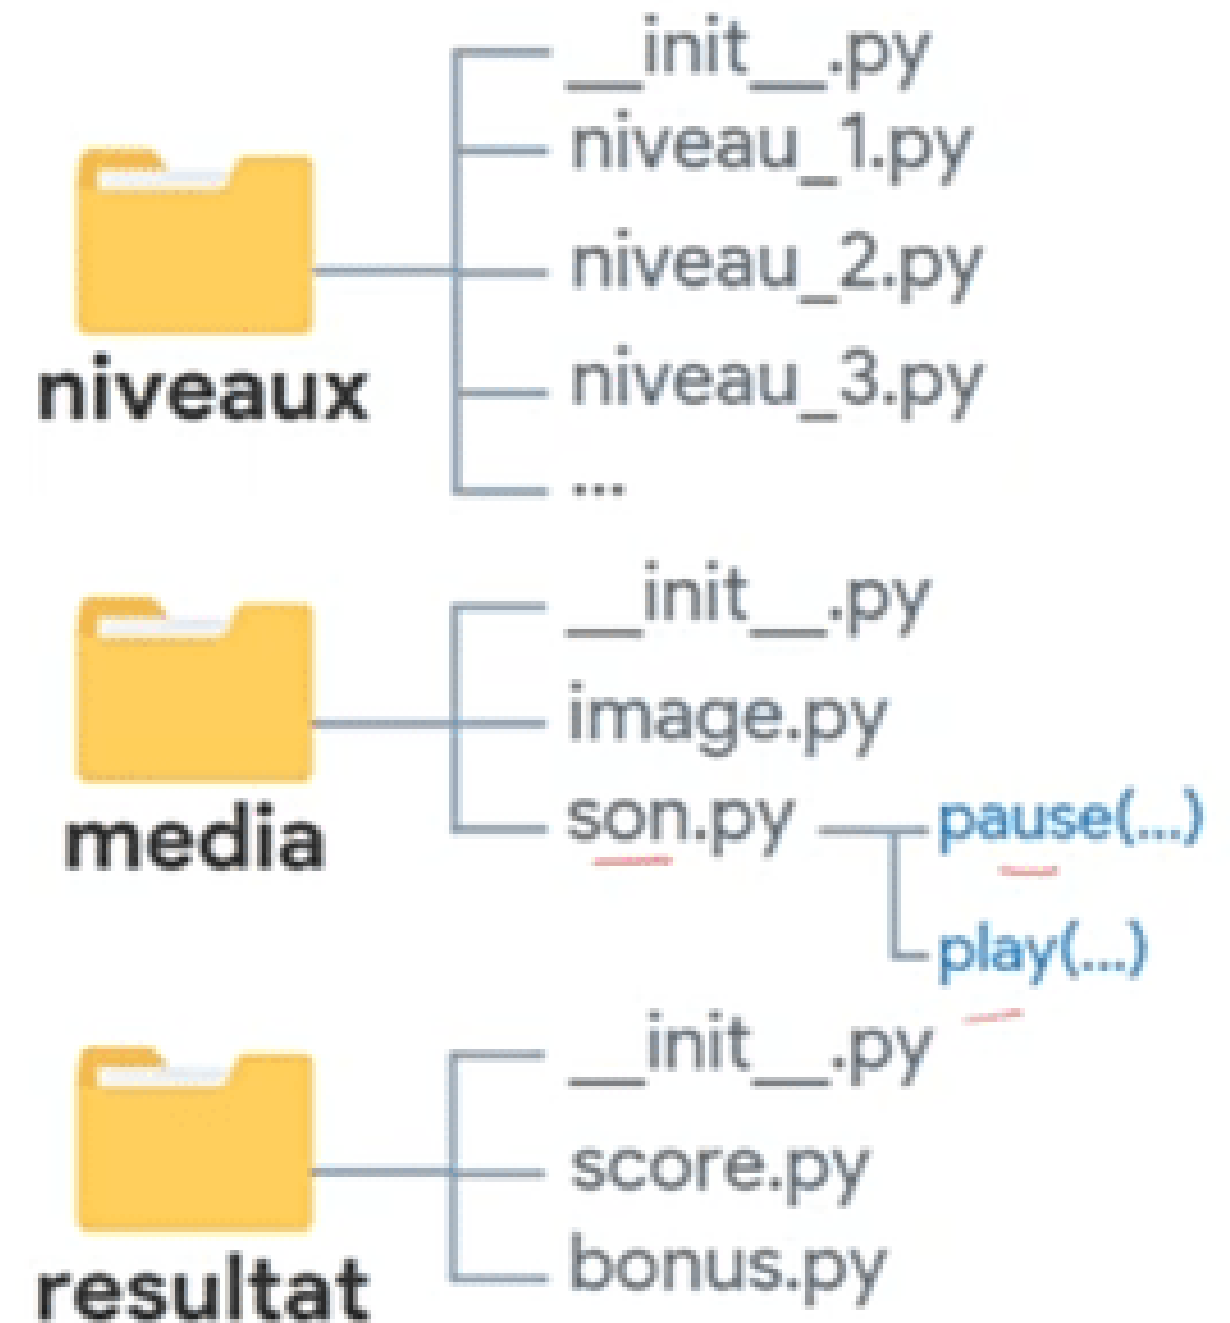 __init__.py
niveau_1.py
niveau_2.py
niveau_3.py
...
niveaux
__init__.py
image.py
son.py
pause(...)
play(...)
media
__init__.py
score.py
bonus.py
resultat